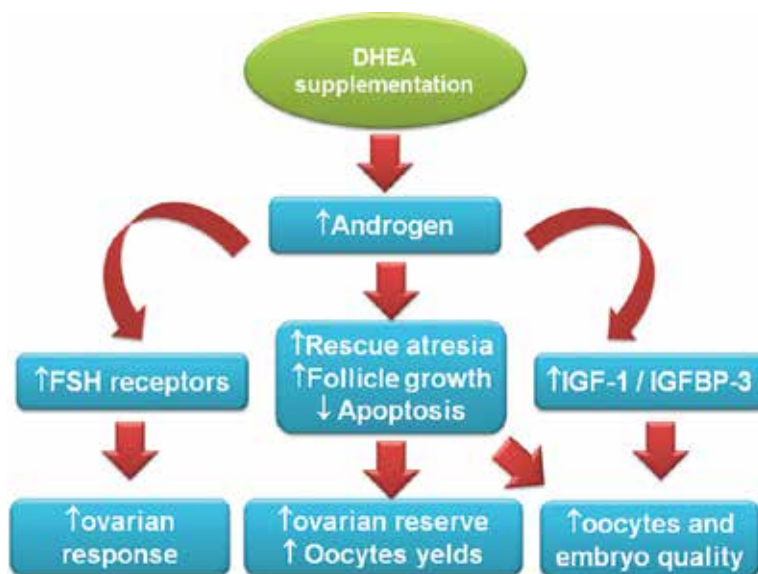 DHEA
supplementation
↑Androgen
↑FSH receptors
↑Rescue atresia
↑Follicle growth
↓ Apoptosis
↑IGF-1 / IGFBP-3
↑ovarian
response
↑ovarian reserve
↑ Oocytes yelds
↑oocytes and
embryo quality